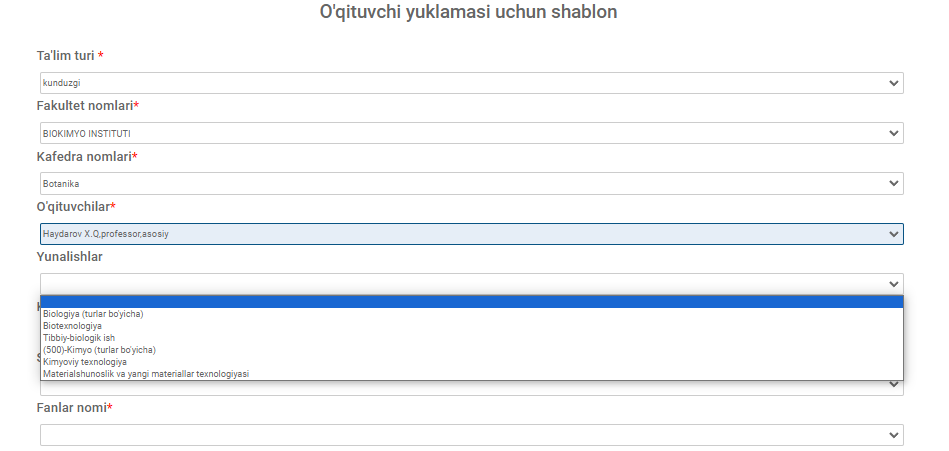 O'qituvchi yuklamasi uchun shablon
Ta'lim turi *
kunduzgi
Fakultet nomlari*
BIOKIMYO INSTITUTI
Kafedra nomlari*
Botanika
O'qituvchilar*
Haydarov X.Q,professor,asosiy
Yunalishlar
Biologiya (turlar bo'yicha)
Biotexnologiya
Tibbiy-biologik ish
(500)-Kimyo (turlar bo'yicha)
Kimyoviy texnologiya
Materialshunoslik va yangi materiallar texnologiyasi
Fanlar nomi*